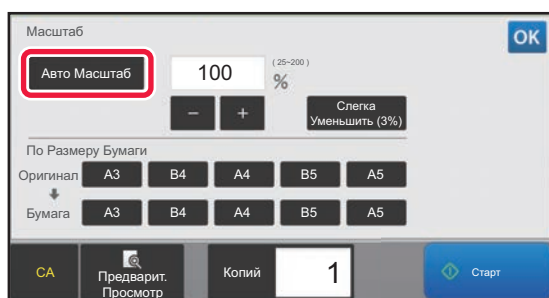 Масштаб
OK
Авто Масштаб
100
(25~200)
%
−
+
Слегка
Уменьшить (3%)
По Размеру Бумаги
Оригинал A3 B4 A4 B5 A5
Бумага A3 B4 A4 B5 A5
CA
Предварит.
Просмотр
Копий
1
Старт